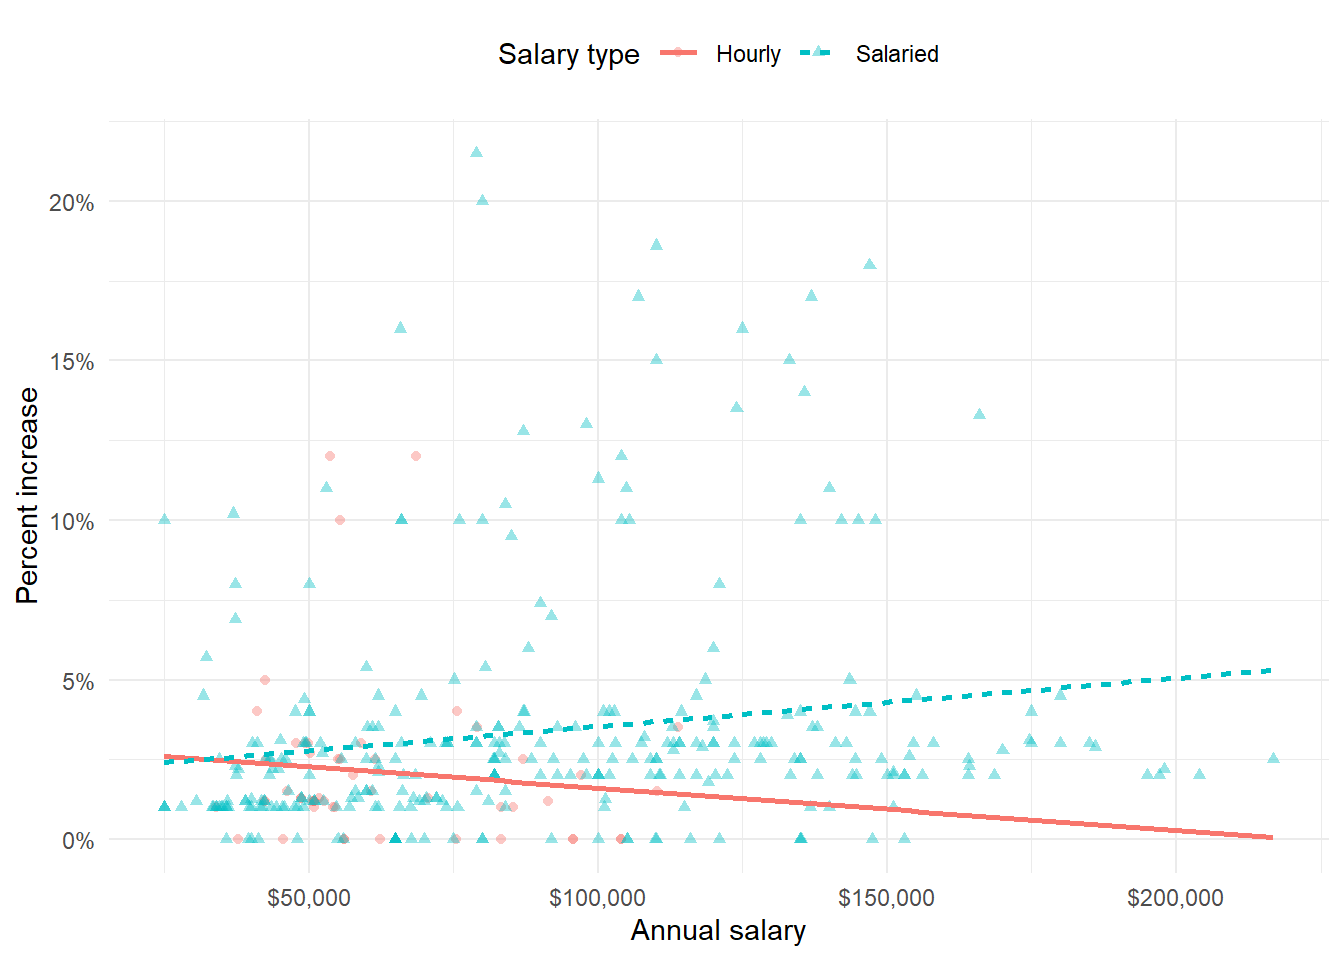 Salary type Hourly Salaried
20%
15%
10%
5%
0%
Percent increase
$50,000 $100,000 $150,000 $200,000
Annual salary